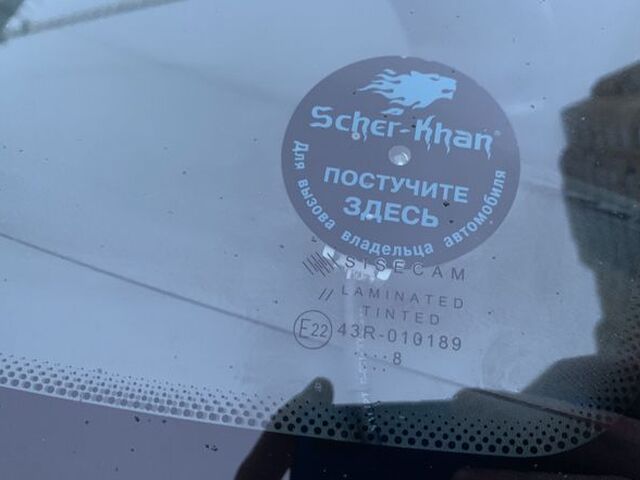 Scher-Khan®
ПОСТУЧИТЕ
ЗДЕСЬ
Для вызова владельца автомобиля
SISECAM
// LAMINATED
TINTED
E22 43R-010189
...8
...